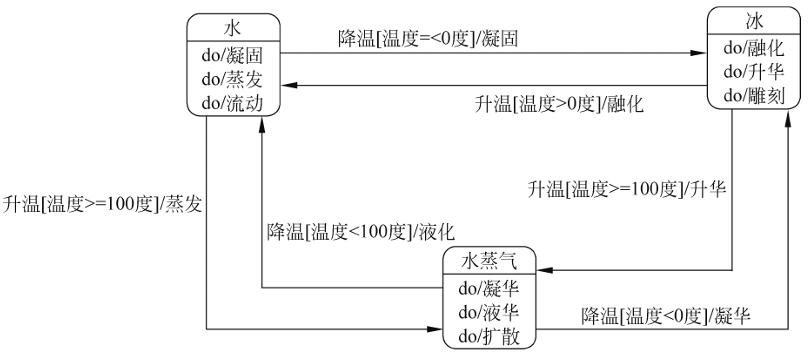 水
do/凝固
do/蒸发
do/流动
降温[温度=<0度]/凝固
升温[温度>0度]/融化
冰
do/融化
do/升华
do/雕刻
升温[温度>=100度]/蒸发
降温[温度<100度]/液化
升温[温度>=100度]/升华
水蒸气
do/凝华
do/液华
do/扩散
降温[温度<0度]/凝华